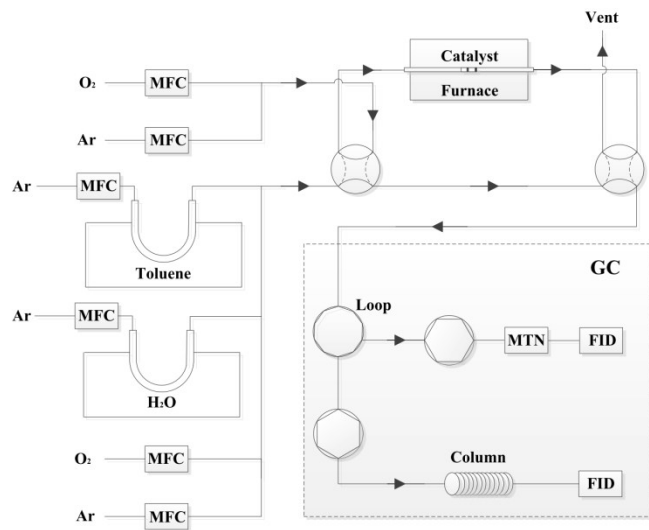 Vent
Catalyst
Furnace
O₂
MFC
Ar
MFC
Ar
MFC
Toluene
Ar
MFC
H₂O
O₂
MFC
Ar
MFC
GC
Loop
MTN
FID
Column
FID